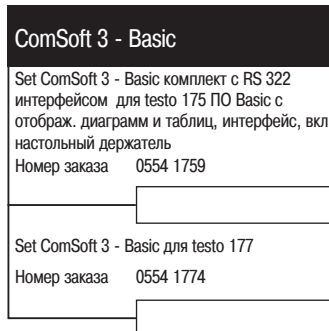 ComSoft 3 - Basic
Set ComSoft 3 - Basic комплект с RS 322
интерфейсом для testo 175 ПО Basic с
отображ. диаграмм и таблиц, интерфейс, вкл
настольный держатель
Номер заказа 0554 1759
Set ComSoft 3 - Basic для testo 177
Номер заказа 0554 1774